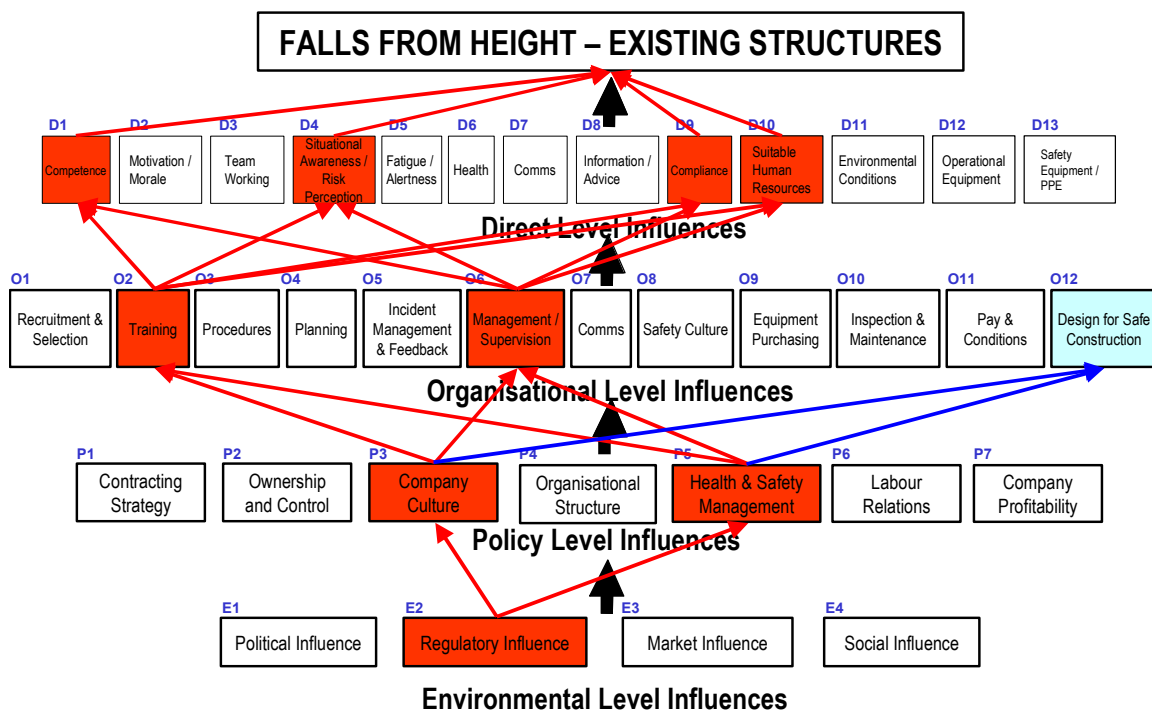 FALLS FROM HEIGHT – EXISTING STRUCTURES
D1 D2 D3 D4 D5 D6 D7 D8 D9 D10 D11 D12 D13
Competence
Motivation /
Morale
Team
Working
Situational
Awareness /
Risk
Perception
Fatigue /
Alertness
Health
Comms
Information /
Advice
Compliance
Suitable
Human
Resources
Environmental
Conditions
Operational
Equipment
Safety
Equipment /
PPE
Direct Level Influences
O1 O2 O3 O4 O5 O6 O7 O8 O9 O10 O11 O12
Recruitment &
Selection
Training
Procedures
Planning
Incident
Management
& Feedback
Management /
Supervision
Comms
Safety Culture
Equipment
Purchasing
Inspection &
Maintenance
Pay &
Conditions
Design for Safe
Construction
Organisational Level Influences
P1 P2 P3 P4 P5 P6 P7
Contracting
Strategy
Ownership
and Control
Company
Culture
Organisational
Structure
Health & Safety
Management
Labour
Relations
Company
Profitability
Policy Level Influences
E1 E2 E3 E4
Political Influence
Regulatory Influence
Market Influence
Social Influence
Environmental Level Influences